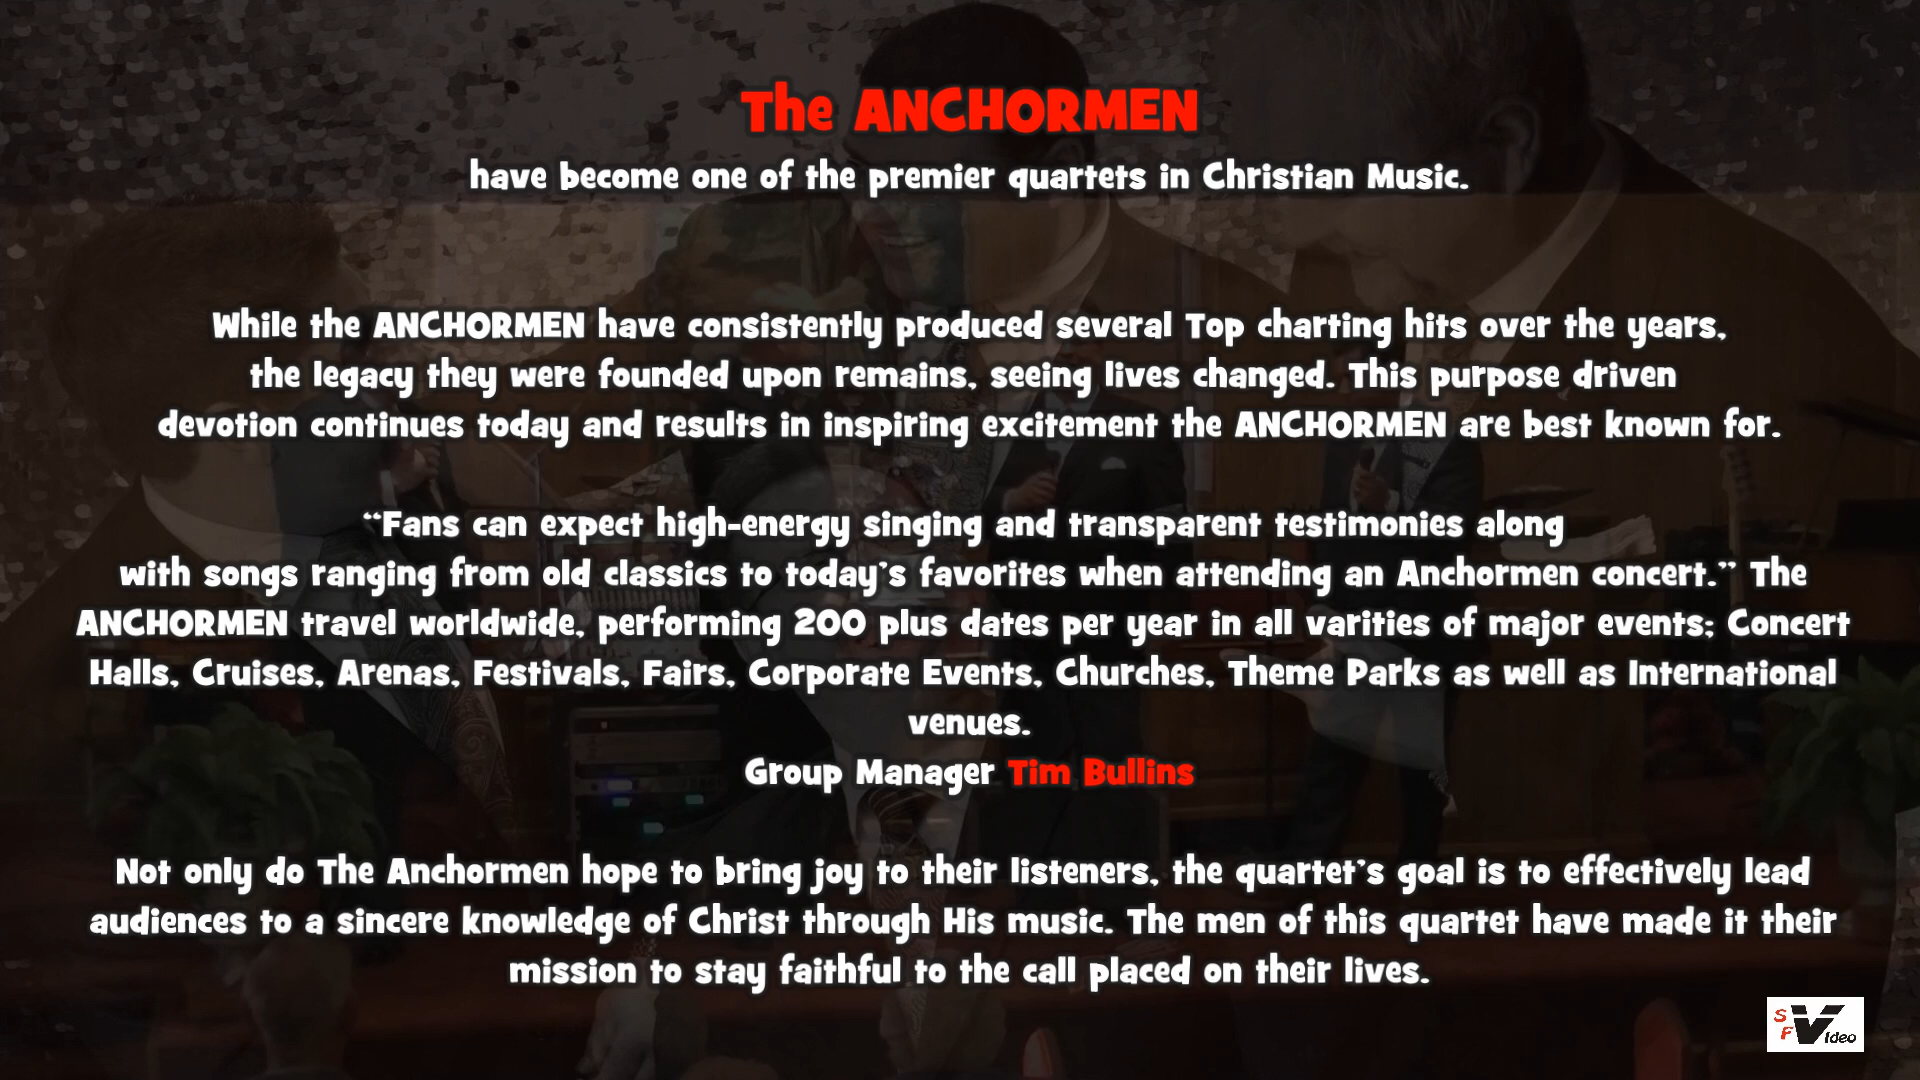 The ANCHORMEN
have become one of the premier quartets in Christian Music.
While the ANCHORMEN have consistently produced several Top charting hits over the years,
the legacy they were founded upon remains, seeing lives changed. This purpose driven
devotion continues today and results in inspiring excitement the ANCHORMEN are best known for.
“Fans can expect high-energy singing and transparent testimonies along
with songs ranging from old classics to today’s favorites when attending an Anchormen concert.” The
ANCHORMEN travel worldwide, performing 200 plus dates per year in all varities of major events; Concert
Halls, Cruises, Arenas, Festivals, Fairs, Corporate Events, Churches, Theme Parks as well as International
venues.
Group Manager Tim Bullins
Not only do The Anchormen hope to bring joy to their listeners, the quartet’s goal is to effectively lead
audiences to a sincere knowledge of Christ through His music. The men of this quartet have made it their
mission to stay faithful to the call placed on their lives.
SF Video